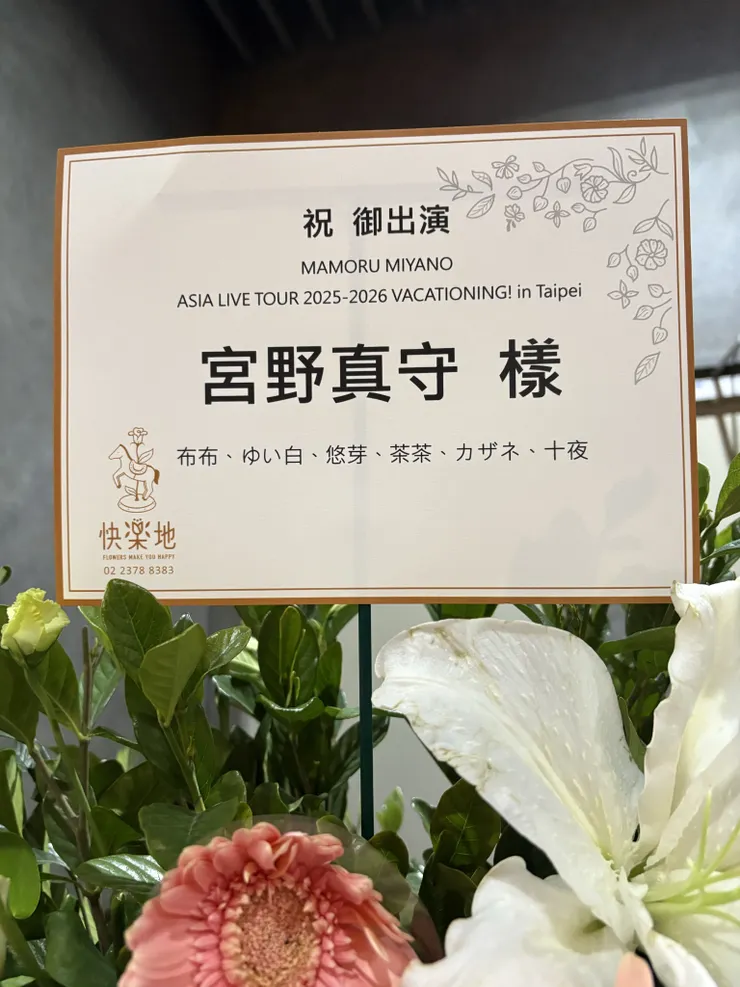 祝 御出演
MAMORU MIYANO
ASIA LIVE TOUR 2025-2026 VACATIONING! in Taipei
宮野真守 樣
布布、ゆい白、悠芽、茶茶、カザネ、十夜
快樂地
FLOWERS MAKE YOU HAPPY
02 2378 8383